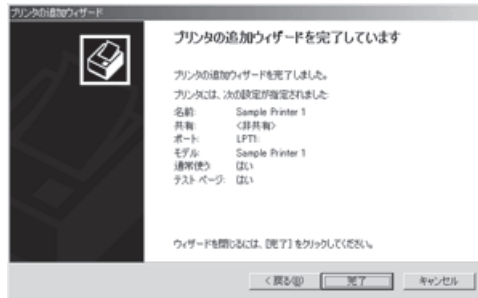 プリンタの追加ウィザード
プリンタの追加ウィザードを完了しています
プリンタの追加ウィザードを完了しました。
プリンタには、次の設定が指定されました:
名前: Sample Printer 1
共有: <非共有>
ポート: LPT1:
モデル: Sample Printer 1
通常使う: はい
テスト ページ: はい
ウィザードを閉じるには、[完了] をクリックしてください。
< 戻る(B) 完了 キャンセル